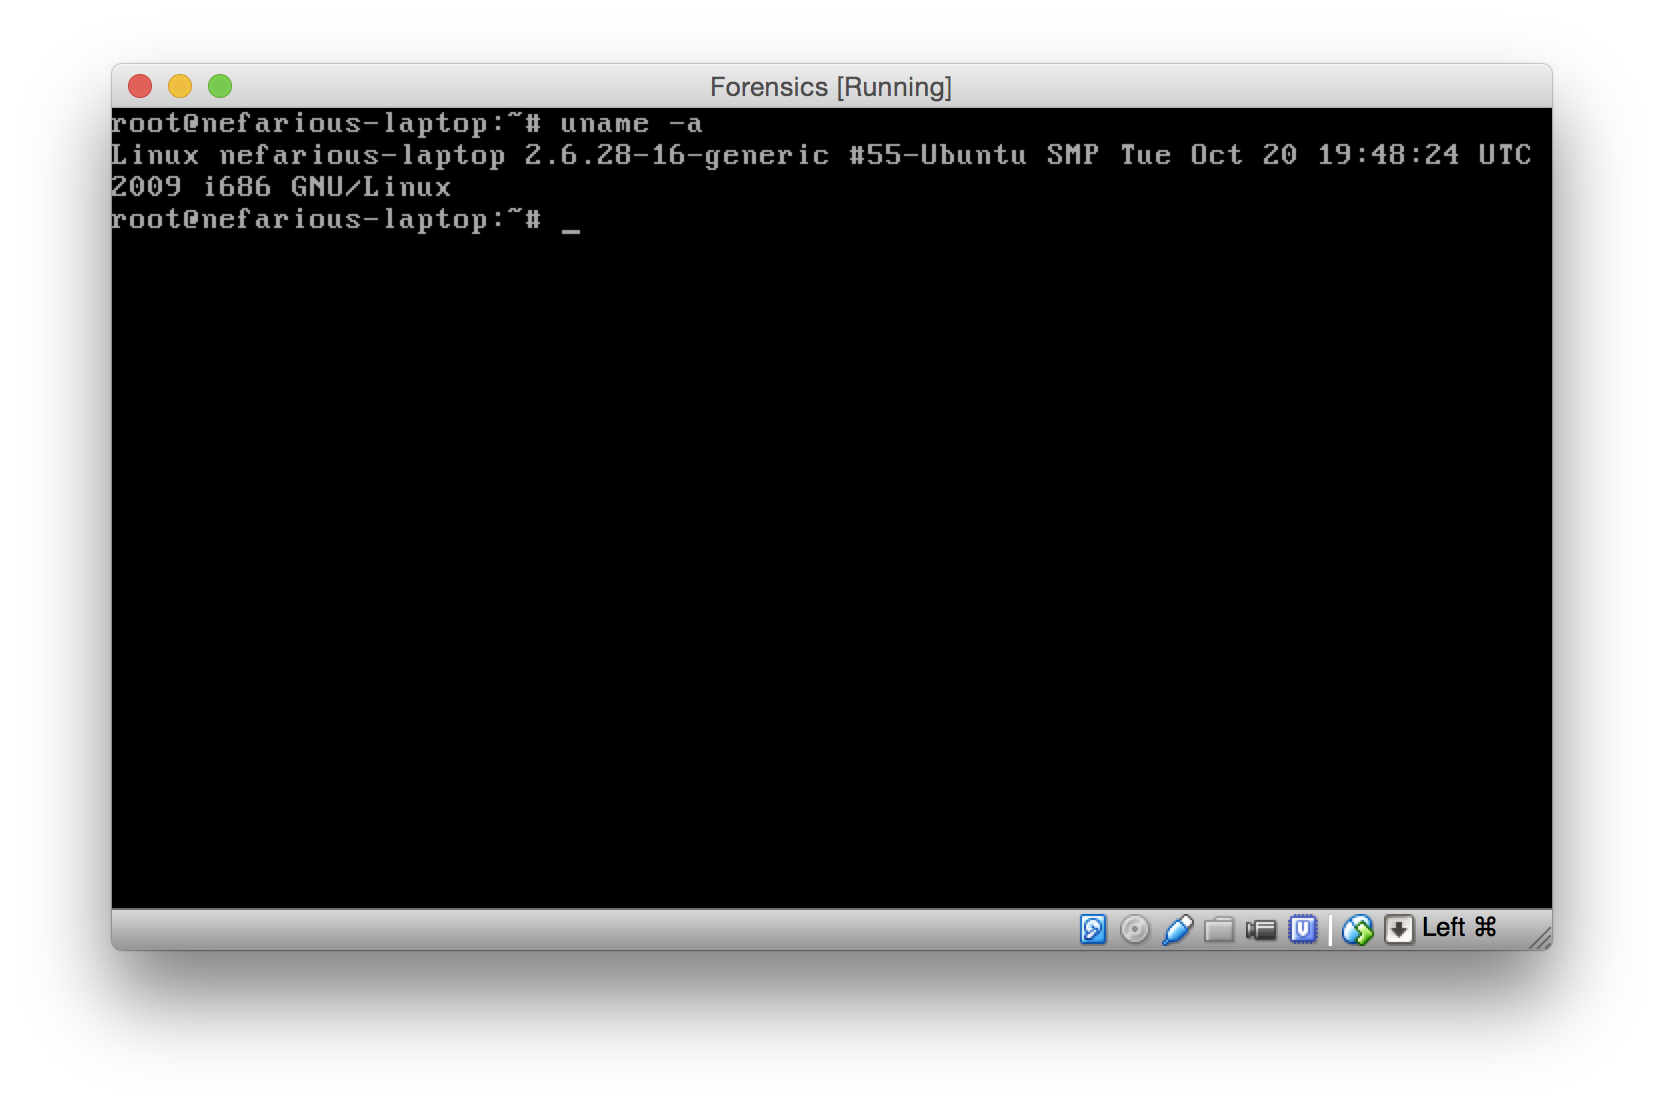 Forensics [Running]
root@nefarious-laptop:~# uname -a
Linux nefarious-laptop 2.6.28-16-generic #55-Ubuntu SMP Tue Oct 20 19:48:24 UTC
2009 i686 GNU/Linux
root@nefarious-laptop:~# _
Left ⌘